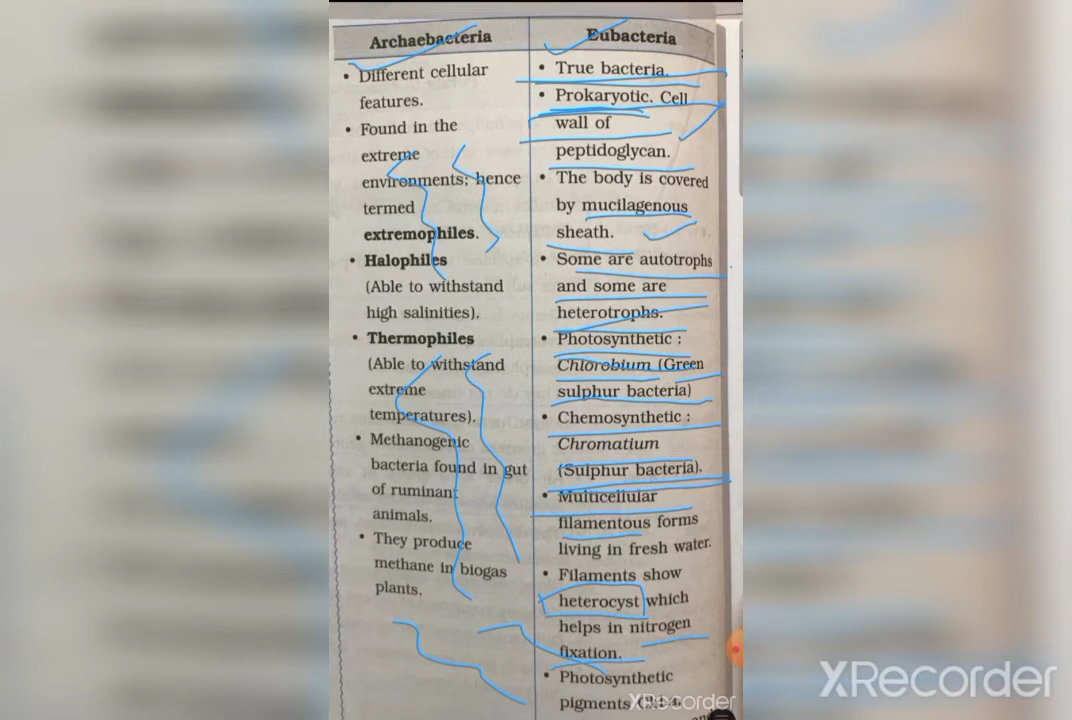 Archaebacteria
• Different cellular
features.
• Found in the
extreme
environments; hence
termed
extremophiles.
• Halophiles
(Able to withstand
high salinities).
• Thermophiles
(Able to withstand
extreme
temperatures).
• Methanogenic
bacteria found in gut
of ruminant
animals.
• They produce
methane in biogas
plants.
Eubacteria
• True bacteria.
• Prokaryotic. Cell
wall of
peptidoglycan.
• The body is covered
by mucilagenous
sheath.
• Some are autotrophs
and some are
heterotrophs.
• Photosynthetic :
Chlorobium (Green
sulphur bacteria)
• Chemosynthetic :
Chromatium
(Sulphur bacteria).
• Multicellular
filamentous forms
living in fresh water.
• Filaments show
heterocyst which
helps in nitrogen
fixation.
• Photosynthetic
pigments
and
XRecorder
XRecorder